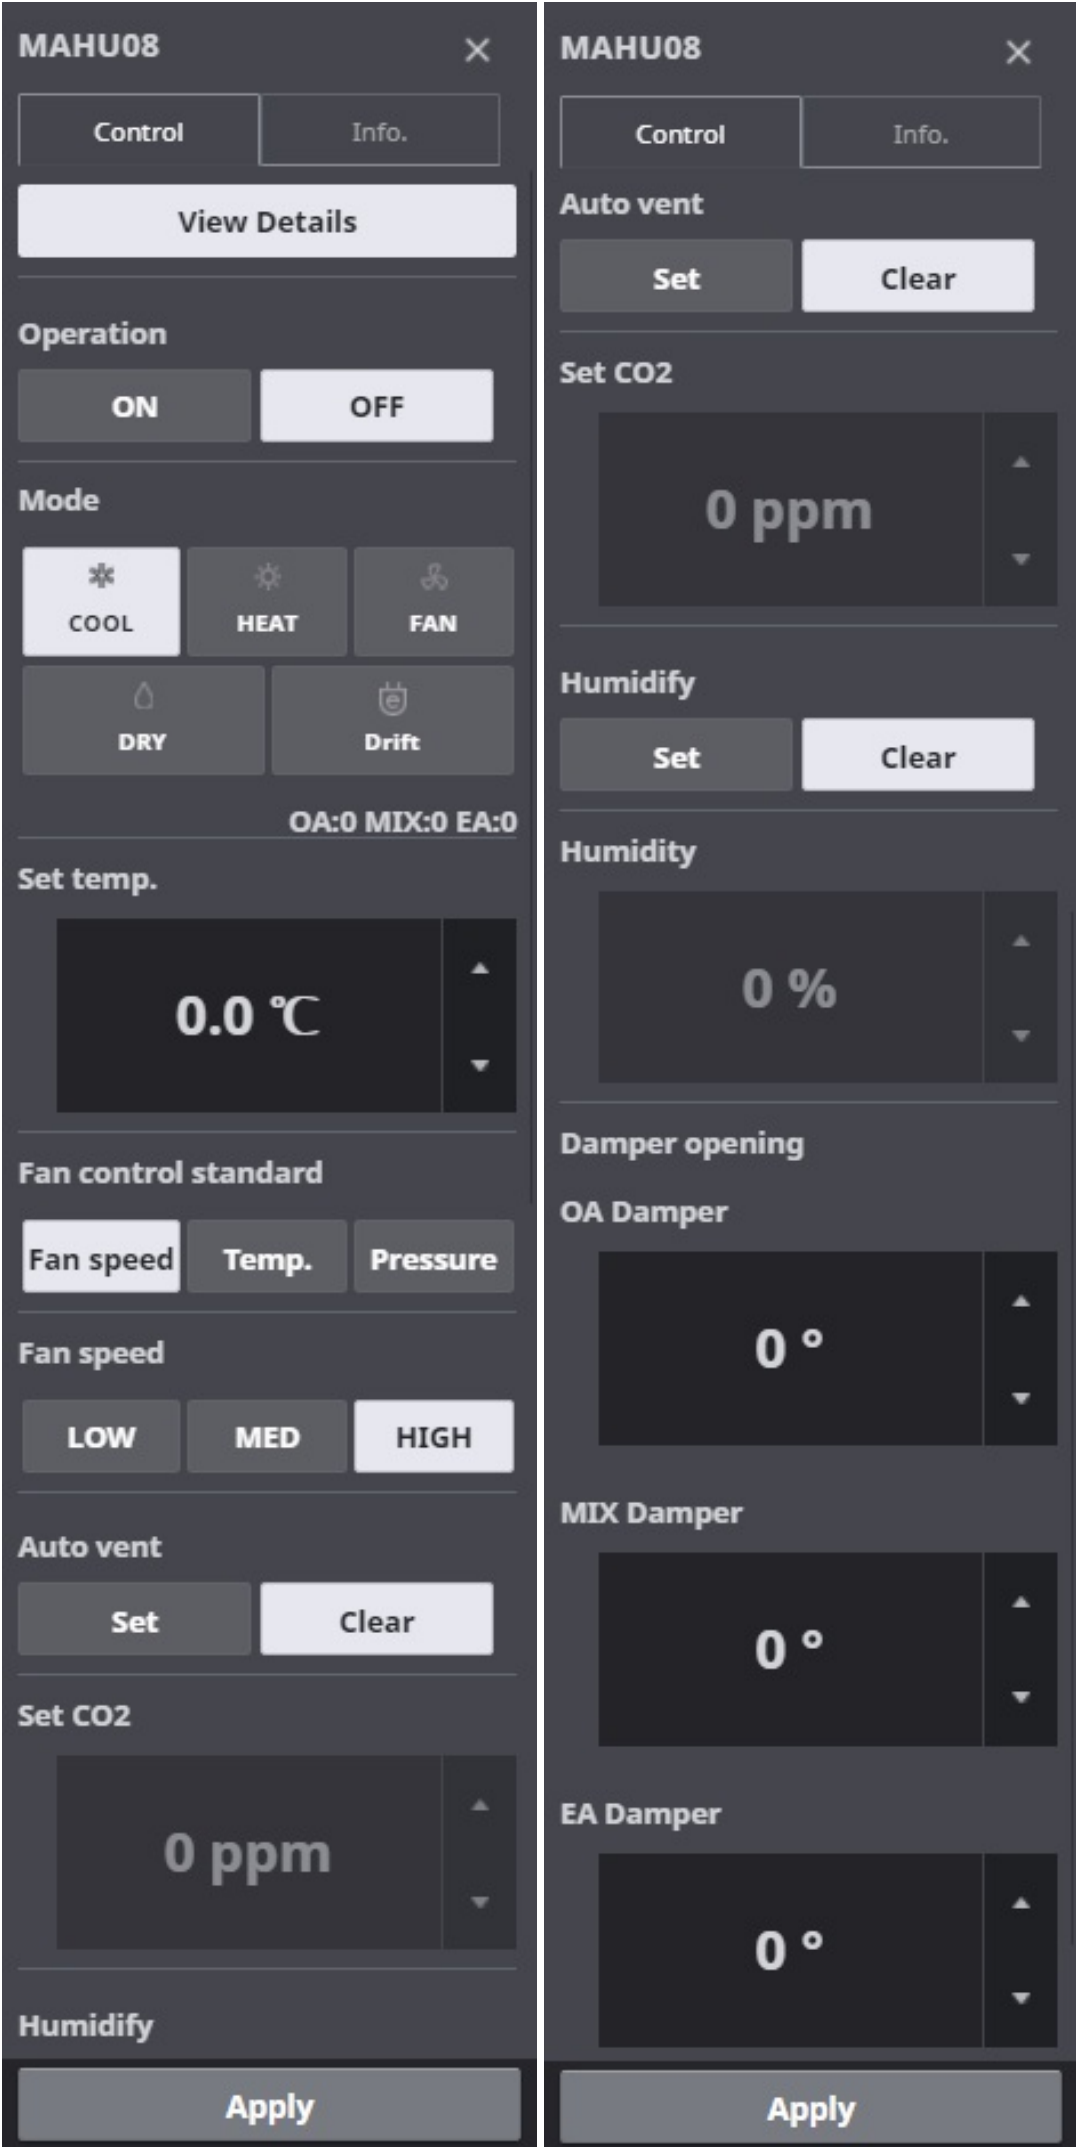 MAHU08
Control
Info.
View Details
Operation
ON
OFF
Mode
COOL
HEAT
FAN
DRY
Drift
OA:0 MIX:0 EA:0
Set temp.
0.0 ℃
Fan control standard
Fan speed
Temp.
Pressure
Fan speed
LOW
MED
HIGH
Auto vent
Set
Clear
Set CO2
0 ppm
Humidify
Apply
MAHU08
Control
Info.
Auto vent
Set
Clear
Set CO2
0 ppm
Humidify
Set
Clear
Humidity
0 %
Damper opening
OA Damper
0 °
MIX Damper
0 °
EA Damper
0 °
Apply